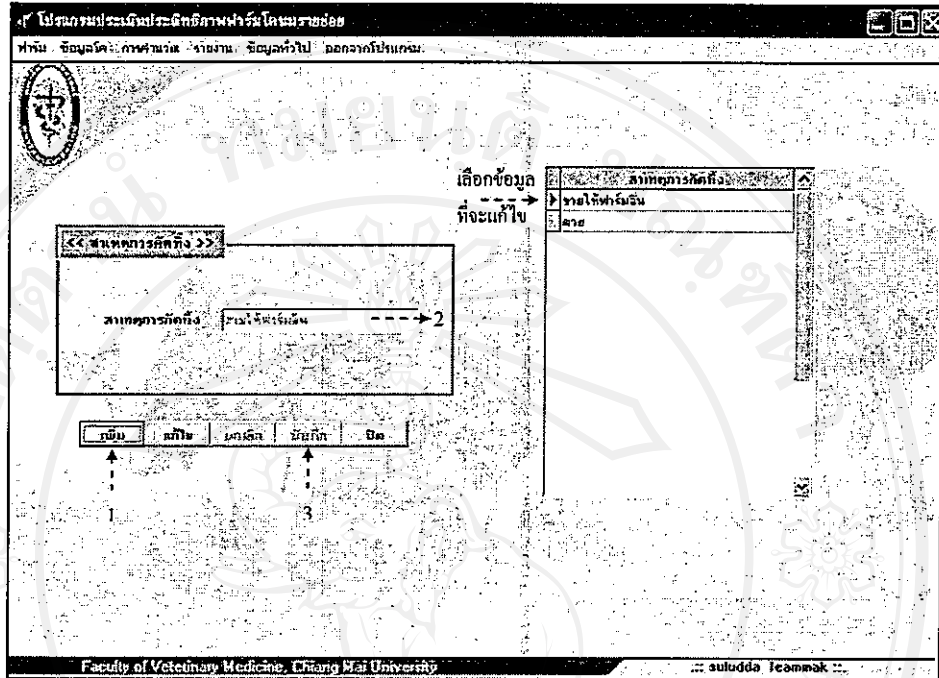 โปรแกรมประเมินประสิทธิภาพฟาร์มโคนมรายย่อย
ฟาร์ม ข้อมูลโค การคำนวณ รายงาน ข้อมูลทั่วไป ออกจากโปรแกรม
เลือกข้อมูล
ที่จะแก้ไข
สาเหตุการคัดทิ้ง
ขายให้ฟาร์มอื่น
ตาย
<< สาเหตุการคัดทิ้ง >>
สาเหตุการคัดทิ้ง ขายให้ฟาร์มอื่น 2
เพิ่ม แก้ไข ยกเลิก บันทึก ปิด
1 3
Faculty of Veterinary Medicine, Chiang Mai University
.:: suludda Teammak ::.